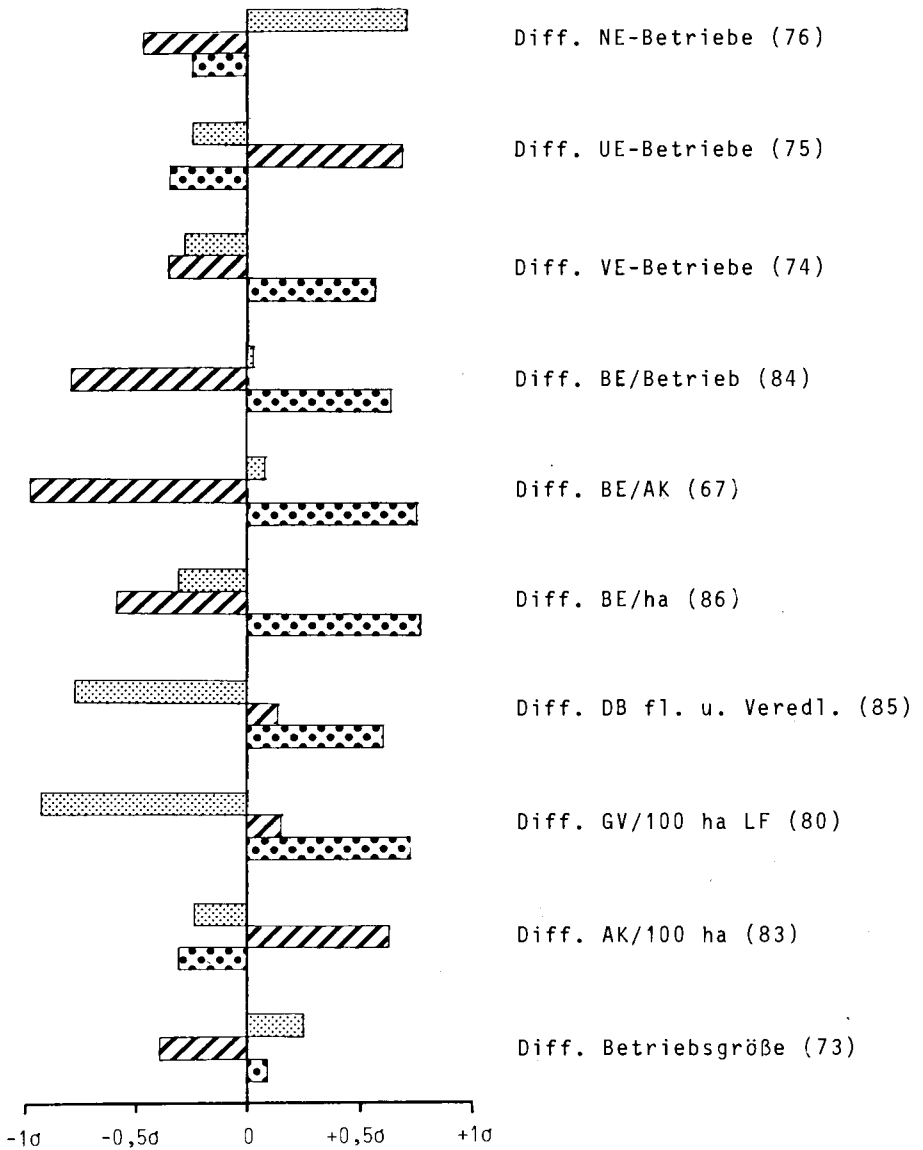 Diff. NE-Betriebe (76)
Diff. UE-Betriebe (75)
Diff. VE-Betriebe (74)
Diff. BE/Betrieb (84)
Diff. BE/AK (67)
Diff. BE/ha (86)
Diff. DB fl. u. Veredl. (85)
Diff. GV/100 ha LF (80)
Diff. AK/100 ha (83)
Diff. Betriebsgröße (73)
-1σ -0,5σ 0 +0,5σ +1σ